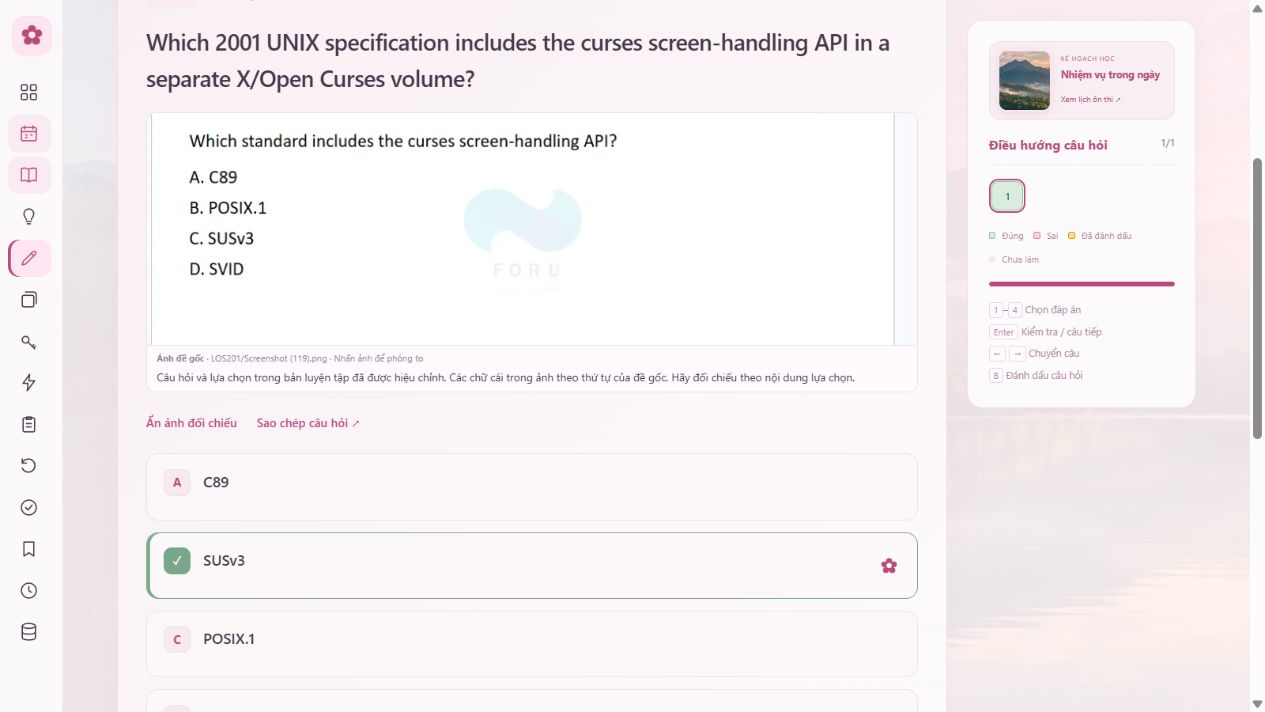 Which 2001 UNIX specification includes the curses screen-handling API in a
separate X/Open Curses volume?
Which standard includes the curses screen-handling API?
A. C89
B. POSIX.1
C. SUSv3
D. SVID
FORU
Ảnh đề gốc · LOS201/Screenshot (119).png · Nhấn ảnh để phóng to
Câu hỏi và lựa chọn trong bản luyện tập đã được hiệu chỉnh. Các chữ cái trong ảnh theo thứ tự của đề gốc. Hãy đối chiếu theo nội dung lựa chọn.
Ẩn ảnh đối chiếu
Sao chép câu hỏi ↗
A
C89
✓
SUSv3
C
POSIX.1
KẾ HOẠCH HỌC
Nhiệm vụ trong ngày
Xem lịch ôn thi ↗
Điều hướng câu hỏi
1/1
1
Đúng
Sai
Đã đánh dấu
Chưa làm
1 – 4 Chọn đáp án
Enter Kiểm tra / câu tiếp
← → Chuyển câu
B Đánh dấu câu hỏi